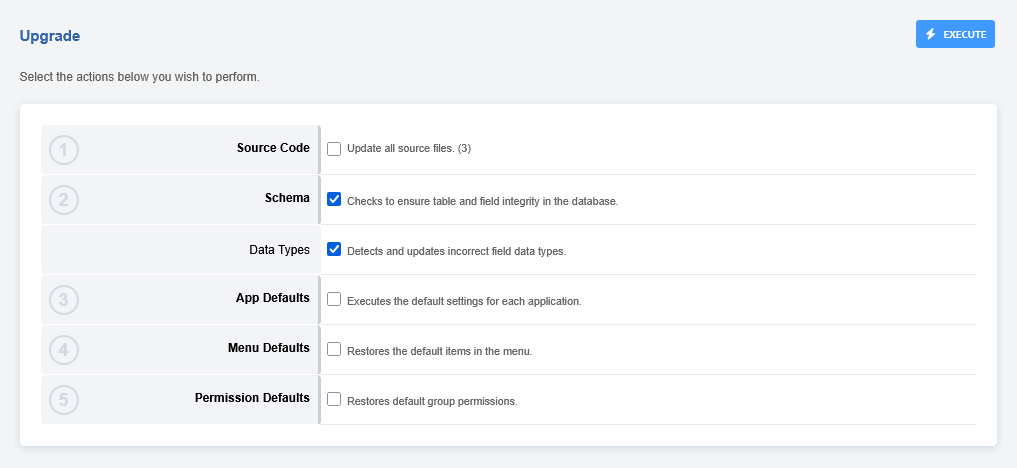 Upgrade
EXECUTE
Select the actions below you wish to perform.
1 Source Code Update all source files. (3)
2 Schema Checks to ensure table and field integrity in the database.
Data Types Detects and updates incorrect field data types.
3 App Defaults Executes the default settings for each application.
4 Menu Defaults Restores the default items in the menu.
5 Permission Defaults Restores default group permissions.